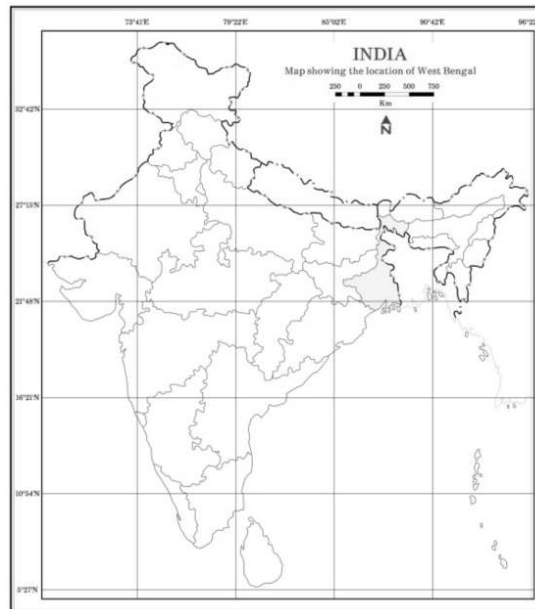 73°41'E 79°22'E 85°02'E 90°42'E 96°22'E
INDIA
Map showing the location of West Bengal
250 0 250 500 750
Km
N
32°42'N
27°15'N
21°49'N
16°21'N
10°54'N
5°27'N